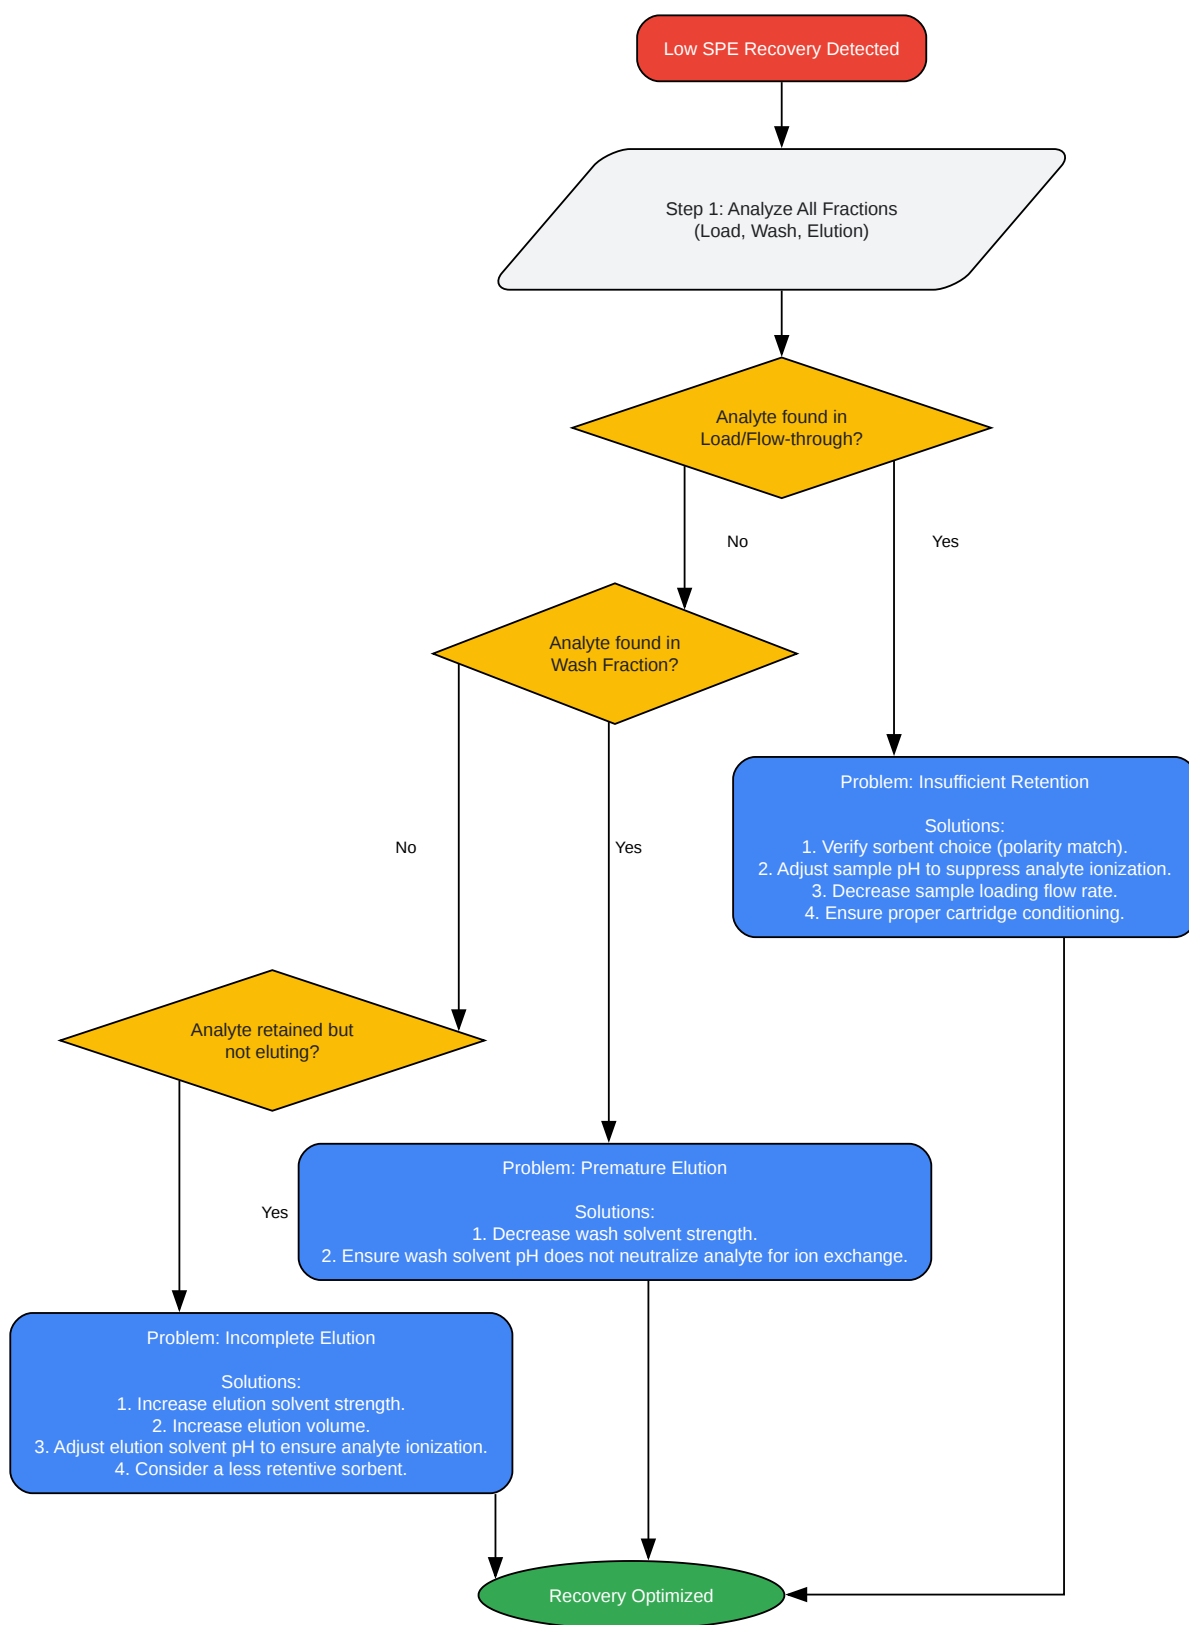 Low SPE Recovery Detected
Step 1: Analyze All Fractions
(Load, Wash, Elution)
Analyte found in
Load/Flow-through?
No
Yes
Analyte found in
Wash Fraction?
Problem: Insufficient Retention
Solutions:
1. Verify sorbent choice (polarity match).
2. Adjust sample pH to suppress analyte ionization.
3. Decrease sample loading flow rate.
4. Ensure proper cartridge conditioning.
No
Yes
Analyte retained but
not eluting?
Problem: Premature Elution
Solutions:
1. Decrease wash solvent strength.
2. Ensure wash solvent pH does not neutralize analyte for ion exchange.
Yes
Problem: Incomplete Elution
Solutions:
1. Increase elution solvent strength.
2. Increase elution volume.
3. Adjust elution solvent pH to ensure analyte ionization.
4. Consider a less retentive sorbent.
Recovery Optimized